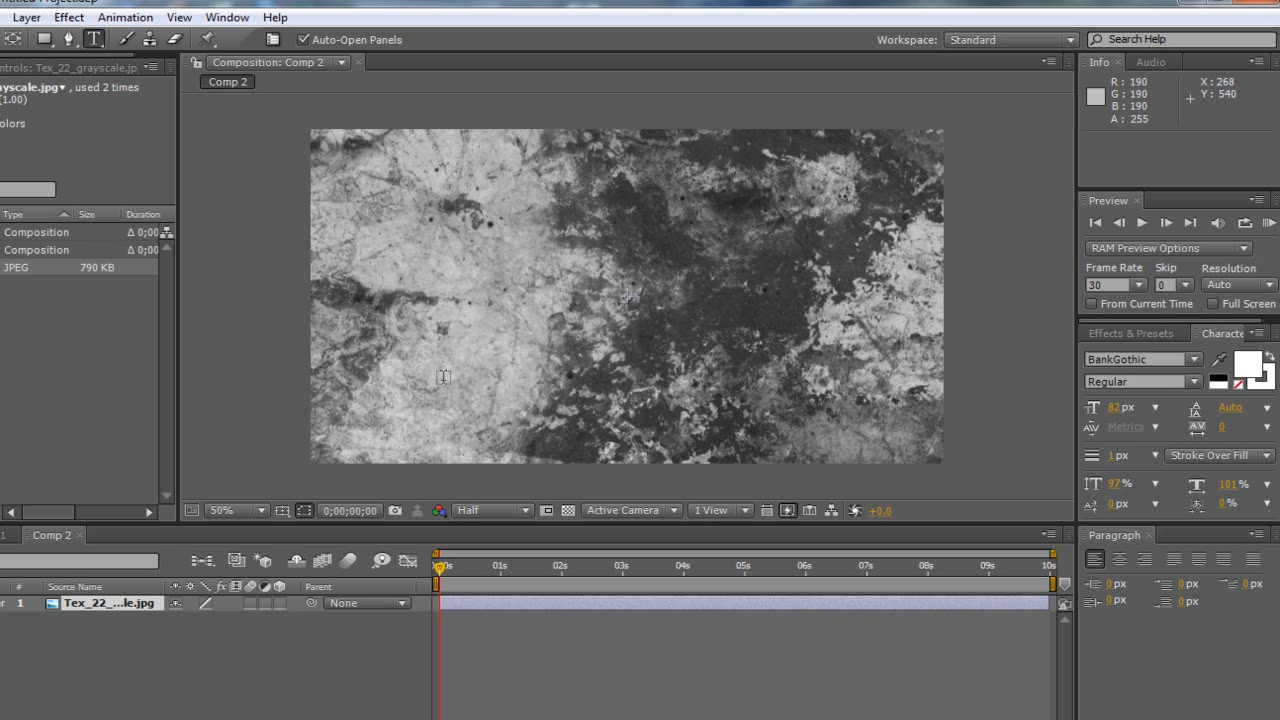 Layer Effect Animation View Window Help
Auto-Open Panels Workspace: Standard Search Help
Tex_22_grayscale.jp Composition: Comp 2 Info Audio
, used 2 times Comp 2 R: 190 X: 268
(1.00) G: 190 Y: 540
B: 190
A: 255
Preview
Type Size Duration
Composition Δ 0;00
RAM Preview Options
Composition Δ 0;00
JPEG 790 KB
Frame Rate Skip Resolution
30 0 Auto
From Current Time Full Screen
Effects & Presets Characte
BankGothic
Regular
82 px Auto
Metrics 0
1 px Stroke Over Fill
97 % 101 %
0 px 0 %
50% 0;00;00;00 Half Active Camera 1 View +0.0
Comp 2 Paragraph
01s 02s 03s 04s 05s 06s 07s 08s 09s 10s
# Source Name fx Parent
0 px 0 px 0 px
0 px 0 px
1 Tex_22_...le.jpg None